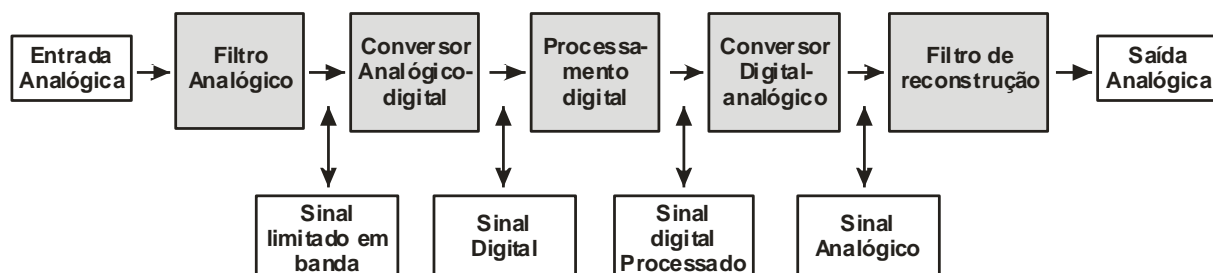 Entrada
Analógica
Filtro
Analógico
Conversor
Analógico-
digital
Processa-
mento
digital
Conversor
Digital-
analógico
Filtro de
reconstrução
Saída
Analógica
Sinal
limitado em
banda
Sinal
Digital
Sinal
digital
Processado
Sinal
Analógico